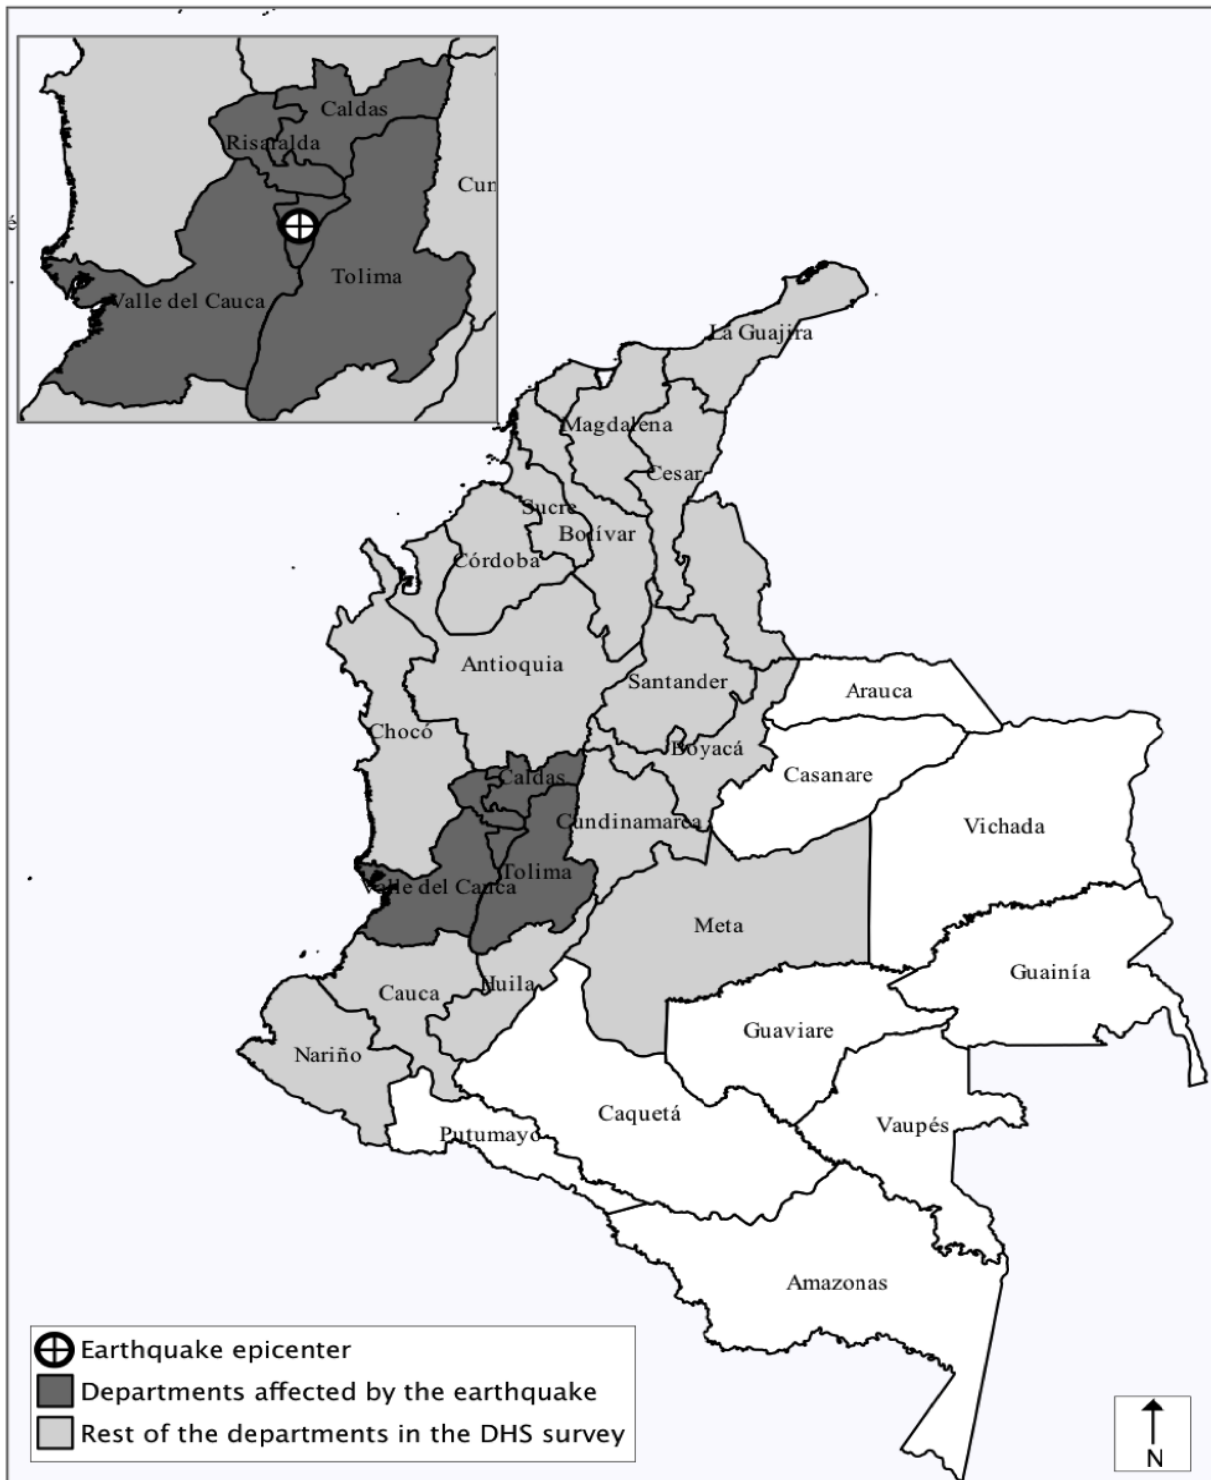 Caldas
Risaralda
Cun
Tolima
Valle del Cauca
La Guajira
Magdalena
Cesar
Sucre
Bolívar
Córdoba
Antioquia
Santander
Arauca
Chocó
Boyacá
Caldas
Casanare
Cundinamarca
Vichada
Tolima
Valle del Cauca
Meta
Guainía
Huila
Cauca
Guaviare
Nariño
Caquetá
Vaupés
Putumayo
Amazonas
Earthquake epicenter
Departments affected by the earthquake
Rest of the departments in the DHS survey
N